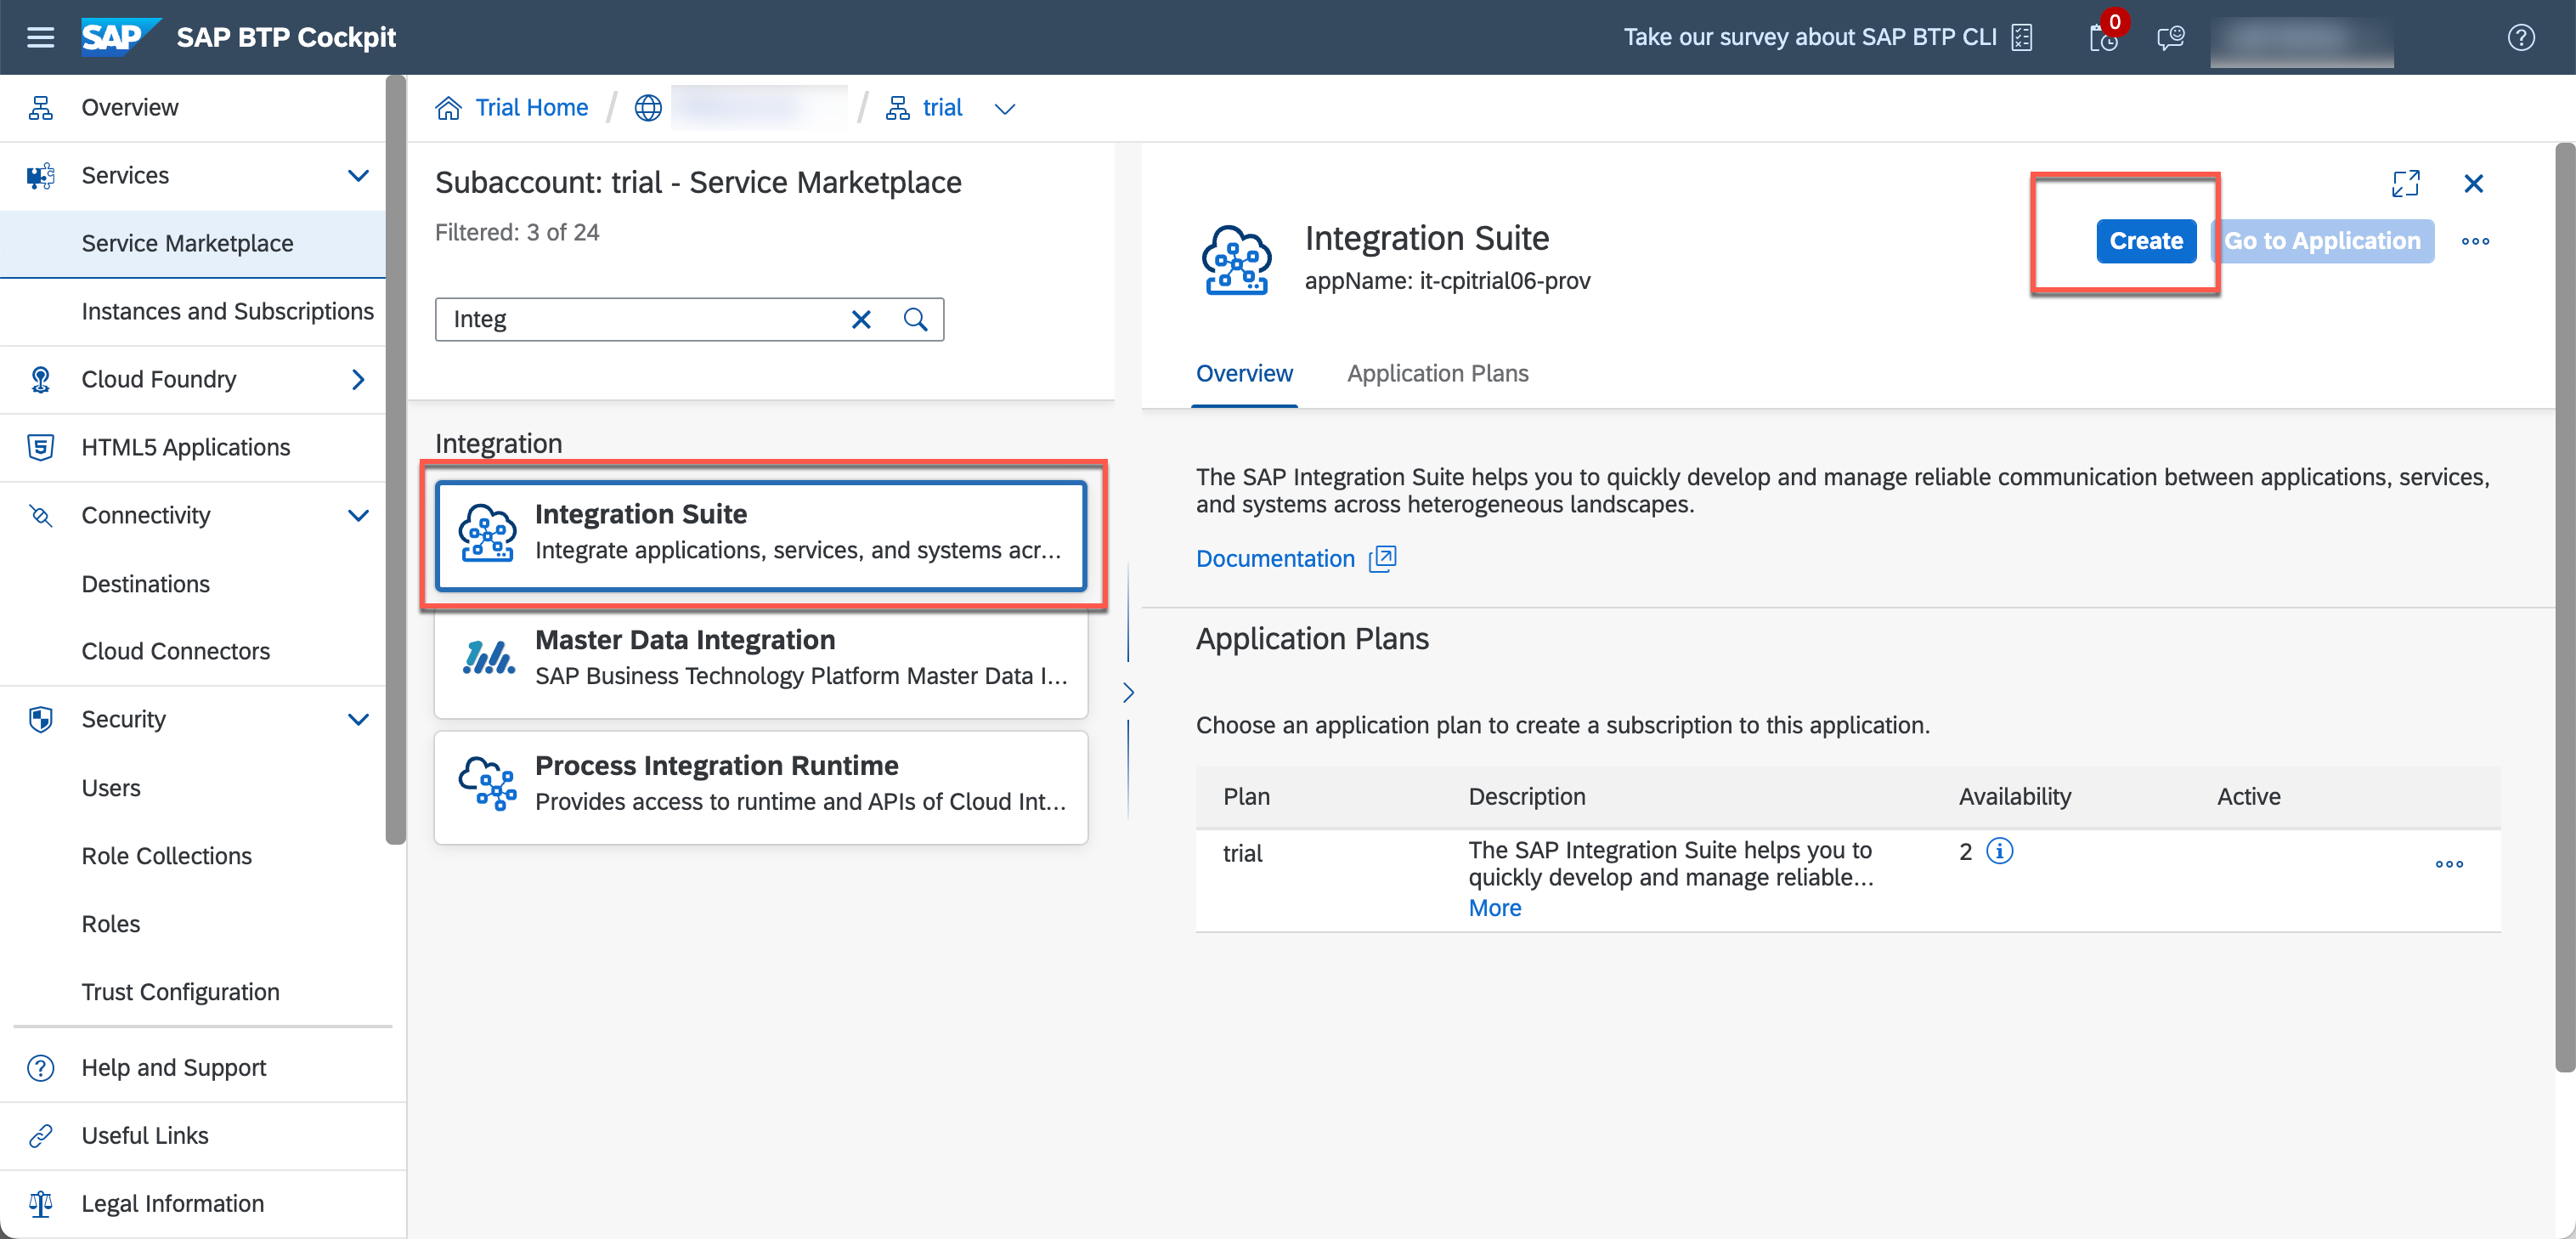 SAP SAP BTP Cockpit
Take our survey about SAP BTP CLI
0
Overview
Services
Service Marketplace
Instances and Subscriptions
Cloud Foundry
HTML5 Applications
Connectivity
Destinations
Cloud Connectors
Security
Users
Role Collections
Roles
Trust Configuration
Help and Support
Useful Links
Legal Information
Trial Home / / trial
Subaccount: trial - Service Marketplace
Filtered: 3 of 24
Integ
Integration
Integration Suite
Integrate applications, services, and systems acr...
Master Data Integration
SAP Business Technology Platform Master Data I...
Process Integration Runtime
Provides access to runtime and APIs of Cloud Int...
Integration Suite
appName: it-cpitrial06-prov
Create
Go to Application
Overview
Application Plans
The SAP Integration Suite helps you to quickly develop and manage reliable communication between applications, services,
and systems across heterogeneous landscapes.
Documentation
Application Plans
Choose an application plan to create a subscription to this application.
Plan Description Availability Active
trial
The SAP Integration Suite helps you to
quickly develop and manage reliable...
More
2